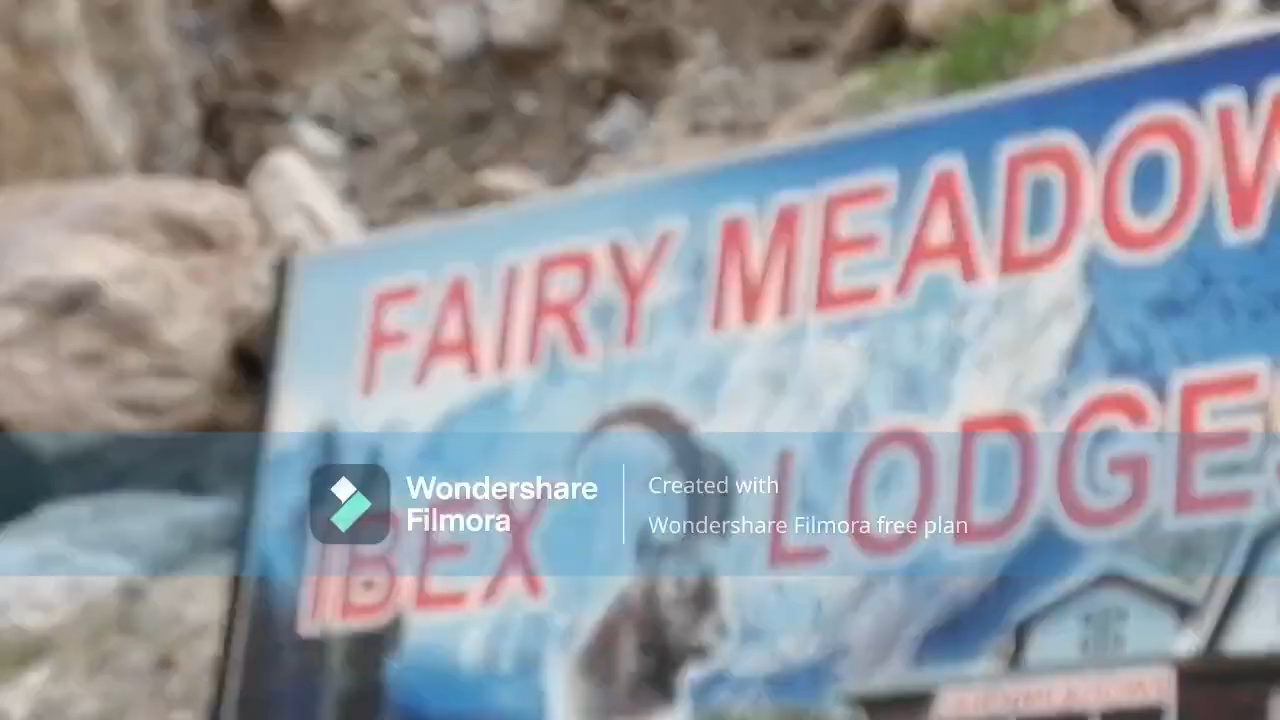 FAIRY MEADOW
IBEX LODGE
Wondershare
Filmora
Created with
Wondershare Filmora free plan